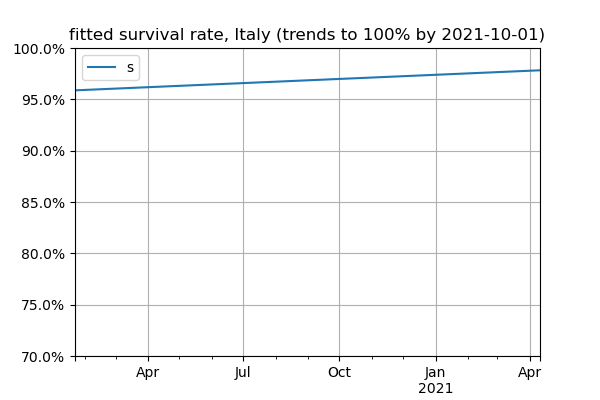 fitted survival rate, Italy (trends to 100% by 2021-10-01)
100.0%
s
95.0%
90.0%
85.0%
80.0%
75.0%
70.0%
Apr Jul Oct Jan Apr
2021